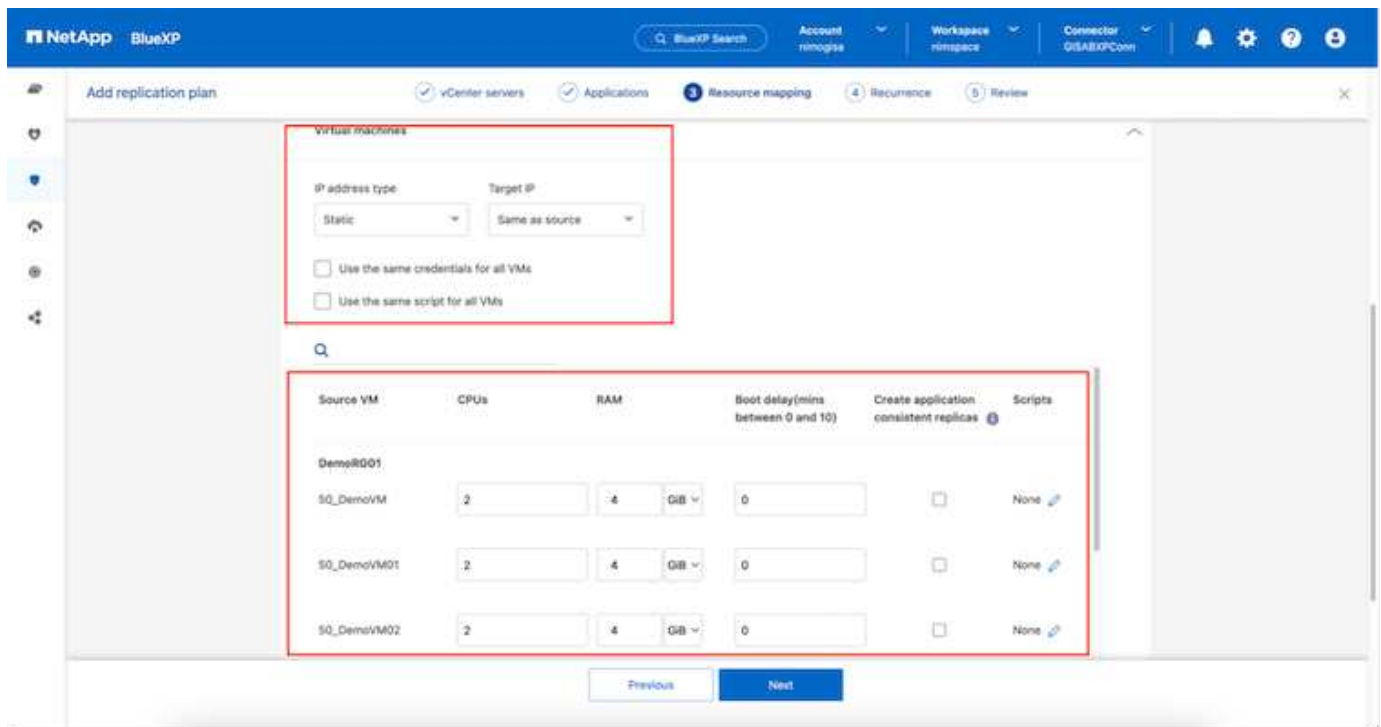 NetApp BlueXP
BlueXP Search
Account
nimogisa
Workspace
nimspace
Connector
GISABXPConn
Add replication plan
vCenter servers
Applications
3 Resource mapping
4 Recurrence
5 Review
Virtual machines
IP address type
Target IP
Static
Same as source
Use the same credentials for all VMs
Use the same script for all VMs
Source VM
CPUs
RAM
Boot delay(mins
between 0 and 10)
Create application
consistent replicas
Scripts
DemoRG01
SQ_DemoVM 2 4 GiB 0 None
SQ_DemoVM01 2 4 GiB 0 None
SQ_DemoVM02 2 4 GiB 0 None
Previous
Next